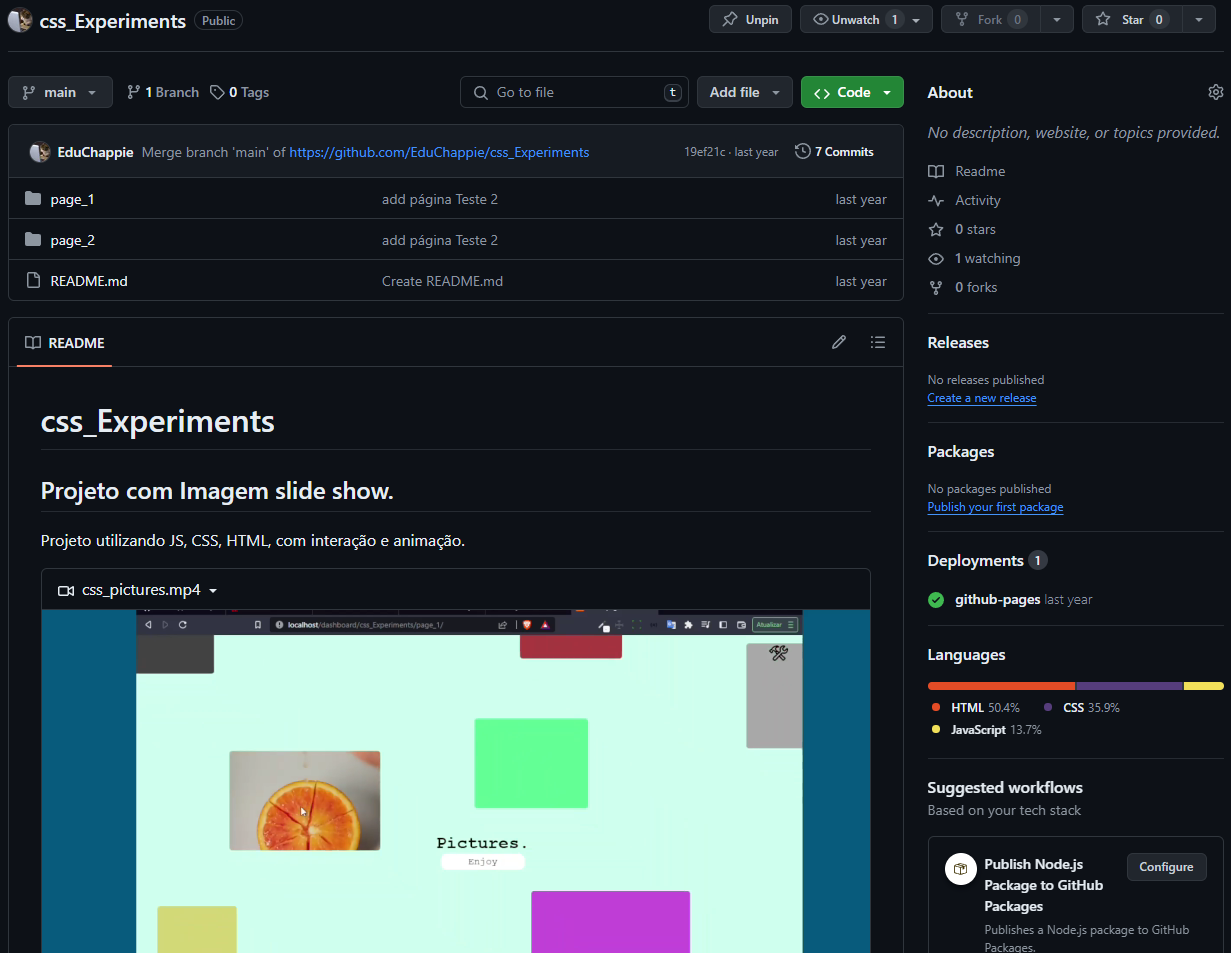 css_Experiments Public Unpin Unwatch 1 Fork 0 Star 0
main 1 Branch 0 Tags Go to file t Add file Code
EduChappie Merge branch 'main' of https://github.com/EduChappie/css_Experiments 19ef21c · last year 7 Commits
page_1 add página Teste 2 last year
page_2 add página Teste 2 last year
README.md Create README.md last year
README
css_Experiments
Projeto com Imagem slide show.
Projeto utilizando JS, CSS, HTML, com interação e animação.
css_pictures.mp4
localhost/dashboard/css_Experiments/page_1/ Atualizar
Pictures.
Enjoy
About
No description, website, or topics provided.
Readme
Activity
0 stars
1 watching
0 forks
Releases
No releases published
Create a new release
Packages
No packages published
Publish your first package
Deployments 1
github-pages last year
Languages
HTML 50.4% CSS 35.9%
JavaScript 13.7%
Suggested workflows
Based on your tech stack
Publish Node.js Configure
Package to GitHub
Packages
Publishes a Node.js package to GitHub
Packages.